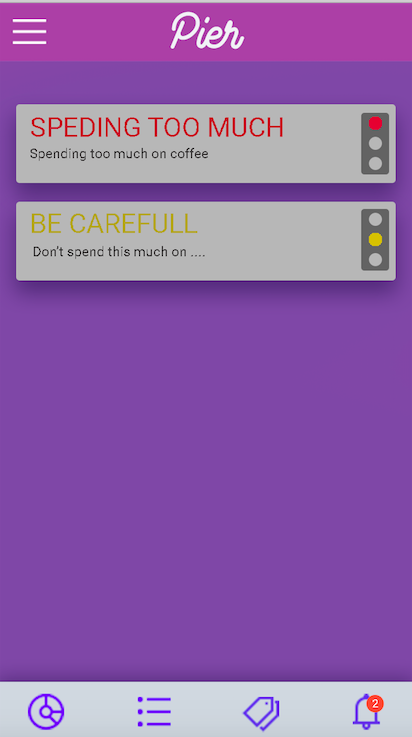 Pier
SPEDING TOO MUCH
Spending too much on coffee
BE CAREFULL
Don't spend this much on ....
2